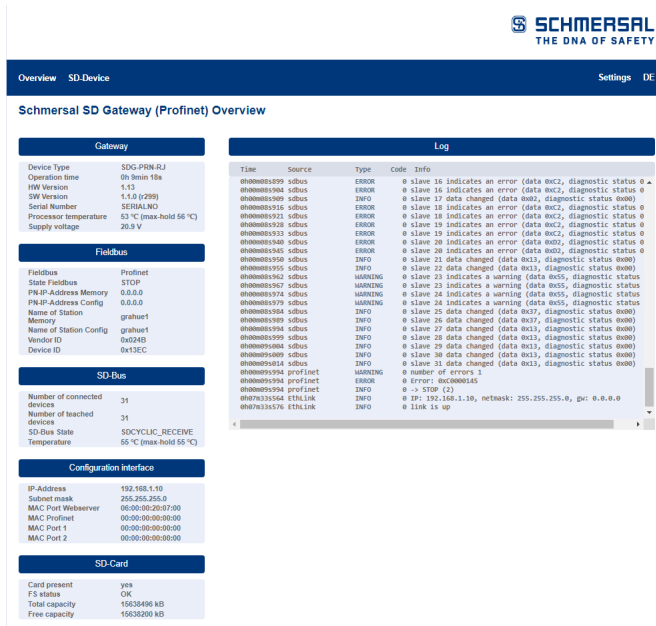 SCHMERSAL
THE DNA OF SAFETY
Overview SD-Device Settings DE
Schmersal SD Gateway (Profinet) Overview
Gateway
Device Type SDG-PRN-RJ
Operation time 0h 9min 18s
HW Version 1.13
SW Version 1.1.0 (r299)
Serial Number SERIALNO
Processor temperature 53 °C (max-hold 56 °C)
Supply voltage 20.9 V
Fieldbus
Fieldbus Profinet
State Fieldbus STOP
PN-IP-Address Memory 0.0.0.0
PN-IP-Address Config 0.0.0.0
Name of Station
Memory grahue1
Name of Station Config grahue1
Vendor ID 0x024B
Device ID 0x13EC
SD-Bus
Number of connected
devices 31
Number of teached
devices 31
SD-Bus State SDCYCLIC_RECEIVE
Temperature 55 °C (max-hold 55 °C)
Configuration interface
IP-Address 192.168.1.10
Subnet mask 255.255.255.0
MAC Port Webserver 06:00:00:20:07:00
MAC Profinet 00:00:00:00:00:00
MAC Port 1 00:00:00:00:00:00
MAC Port 2 00:00:00:00:00:00
SD-Card
Card present yes
FS status OK
Total capacity 15638496 kB
Free capacity 15638200 kB
Log
Time Source Type Code Info
0h00m08s899 sdbus ERROR 0 slave 16 indicates an error (data 0xC2, diagnostic status 0
0h00m08s904 sdbus ERROR 0 slave 16 indicates an error (data 0xC2, diagnostic status 0
0h00m08s909 sdbus INFO 0 slave 17 data changed (data 0x02, diagnostic status 0x00)
0h00m08s916 sdbus ERROR 0 slave 18 indicates an error (data 0xC2, diagnostic status 0
0h00m08s921 sdbus ERROR 0 slave 18 indicates an error (data 0xC2, diagnostic status 0
0h00m08s928 sdbus ERROR 0 slave 19 indicates an error (data 0xC2, diagnostic status 0
0h00m08s933 sdbus ERROR 0 slave 19 indicates an error (data 0xC2, diagnostic status 0
0h00m08s940 sdbus ERROR 0 slave 20 indicates an error (data 0xD2, diagnostic status 0
0h00m08s945 sdbus ERROR 0 slave 20 indicates an error (data 0xD2, diagnostic status 0
0h00m08s950 sdbus INFO 0 slave 21 data changed (data 0x13, diagnostic status 0x00)
0h00m08s955 sdbus INFO 0 slave 22 data changed (data 0x13, diagnostic status 0x00)
0h00m08s962 sdbus WARNING 0 slave 23 indicates a warning (data 0x55, diagnostic status
0h00m08s967 sdbus WARNING 0 slave 23 indicates a warning (data 0x55, diagnostic status
0h00m08s974 sdbus WARNING 0 slave 24 indicates a warning (data 0x55, diagnostic status
0h00m08s979 sdbus WARNING 0 slave 24 indicates a warning (data 0x55, diagnostic status
0h00m08s984 sdbus INFO 0 slave 25 data changed (data 0x37, diagnostic status 0x00)
0h00m08s989 sdbus INFO 0 slave 26 data changed (data 0x37, diagnostic status 0x00)
0h00m08s994 sdbus INFO 0 slave 27 data changed (data 0x13, diagnostic status 0x00)
0h00m08s999 sdbus INFO 0 slave 28 data changed (data 0x13, diagnostic status 0x00)
0h00m09s004 sdbus INFO 0 slave 29 data changed (data 0x13, diagnostic status 0x00)
0h00m09s009 sdbus INFO 0 slave 30 data changed (data 0x13, diagnostic status 0x00)
0h00m09s014 sdbus INFO 0 slave 31 data changed (data 0x13, diagnostic status 0x00)
0h00m09s994 profinet WARNING 0 number of errors 1
0h00m09s994 profinet ERROR 0 Error: 0xC0000145
0h00m09s994 profinet INFO 0 -> STOP (2)
0h07m33s564 EthLink INFO 0 IP: 192.168.1.10, netmask: 255.255.255.0, gw: 0.0.0.0
0h07m33s576 EthLink INFO 0 link is up